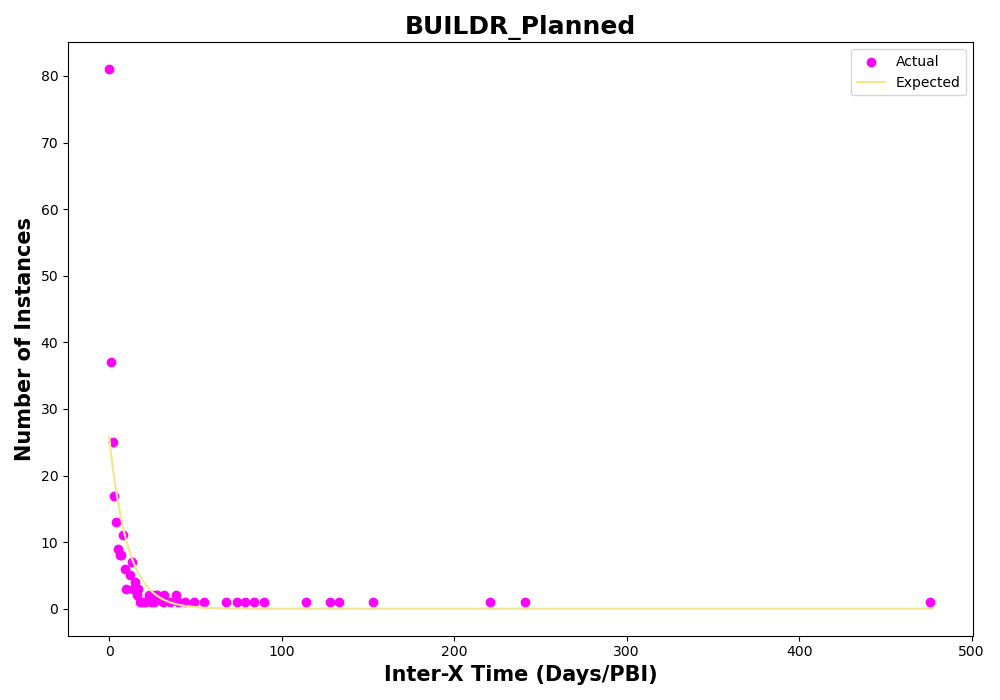 BUILDR_Planned
Actual
Expected
Number of Instances
80
70
60
50
40
30
20
10
0
0 100 200 300 400 500
Inter-X Time (Days/PBI)